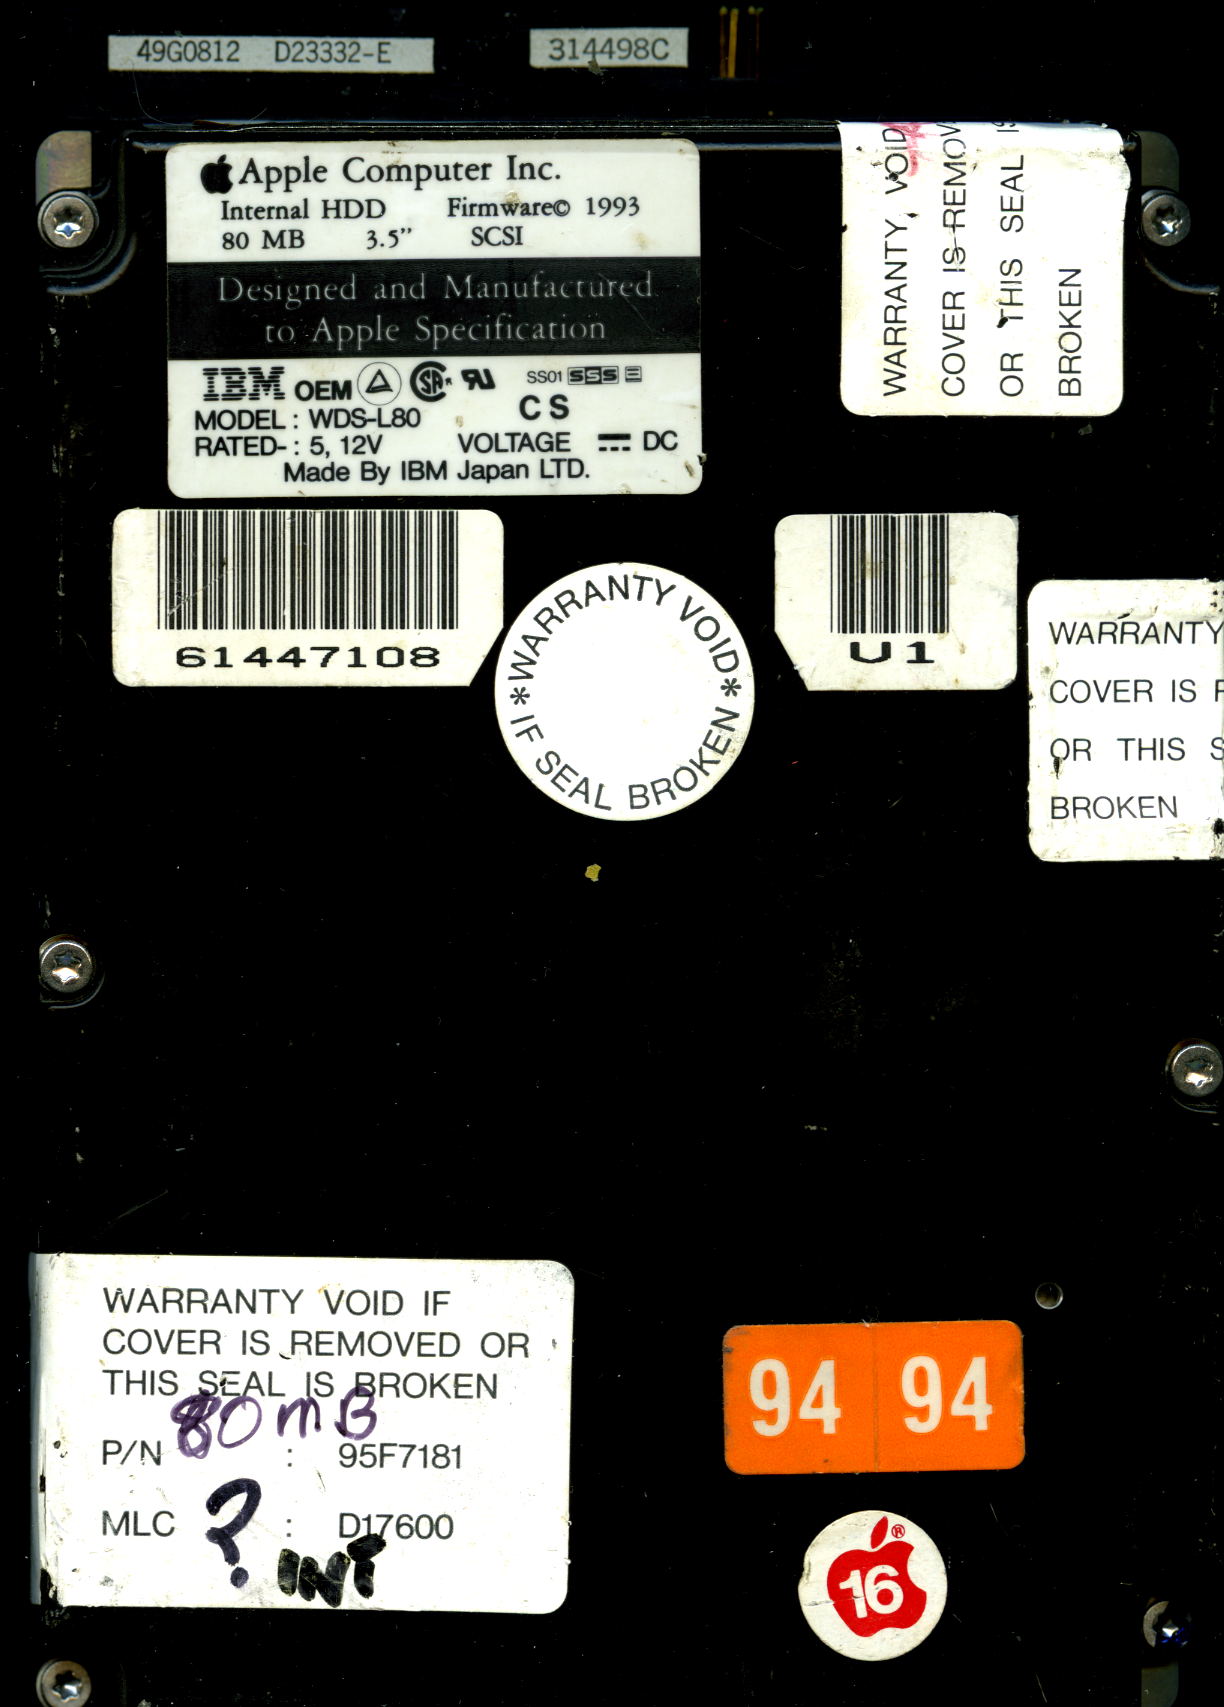 49G0812 D23332-E
314498C
Apple Computer Inc.
Internal HDD Firmware© 1993
80 MB 3.5" SCSI
Designed and Manufactured
to Apple Specification
IBM OEM SS01 SSS
MODEL : WDS-L80 CS
RATED- : 5, 12V VOLTAGE DC
Made By IBM Japan LTD.
WARRANTY VOID
COVER IS REMOV
OR THIS SEAL IS
BROKEN
61447108
*WARRANTY VOID*
IF SEAL BROKEN
U1
WARRANTY
COVER IS
OR THIS S
BROKEN
WARRANTY VOID IF
COVER IS REMOVED OR
THIS SEAL IS BROKEN
80 mB
P/N : 95F7181
MLC ? : D17600
INT
94 94
16 ®